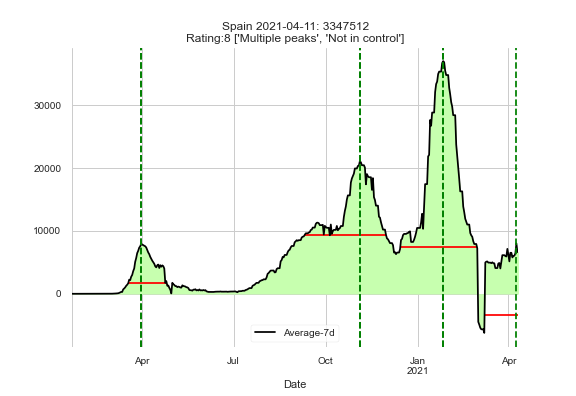 Spain 2021-04-11: 3347512
Rating:8 ['Multiple peaks', 'Not in control']
30000
20000
10000
0
Average-7d
Apr
Jul
Oct
Jan
2021
Apr
Date